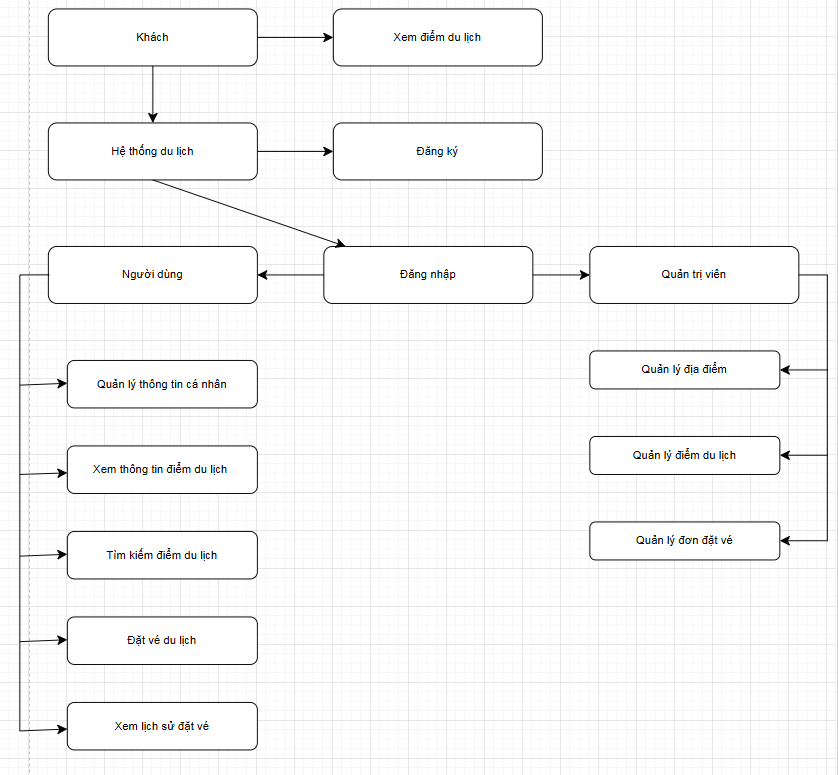 Khách
Xem điểm du lịch
Hệ thống du lịch
Đăng ký
Người dùng
Đăng nhập
Quản trị viên
Quản lý thông tin cá nhân
Quản lý địa điểm
Xem thông tin điểm du lịch
Quản lý điểm du lịch
Tìm kiếm điểm du lịch
Quản lý đơn đặt vé
Đặt vé du lịch
Xem lịch sử đặt vé